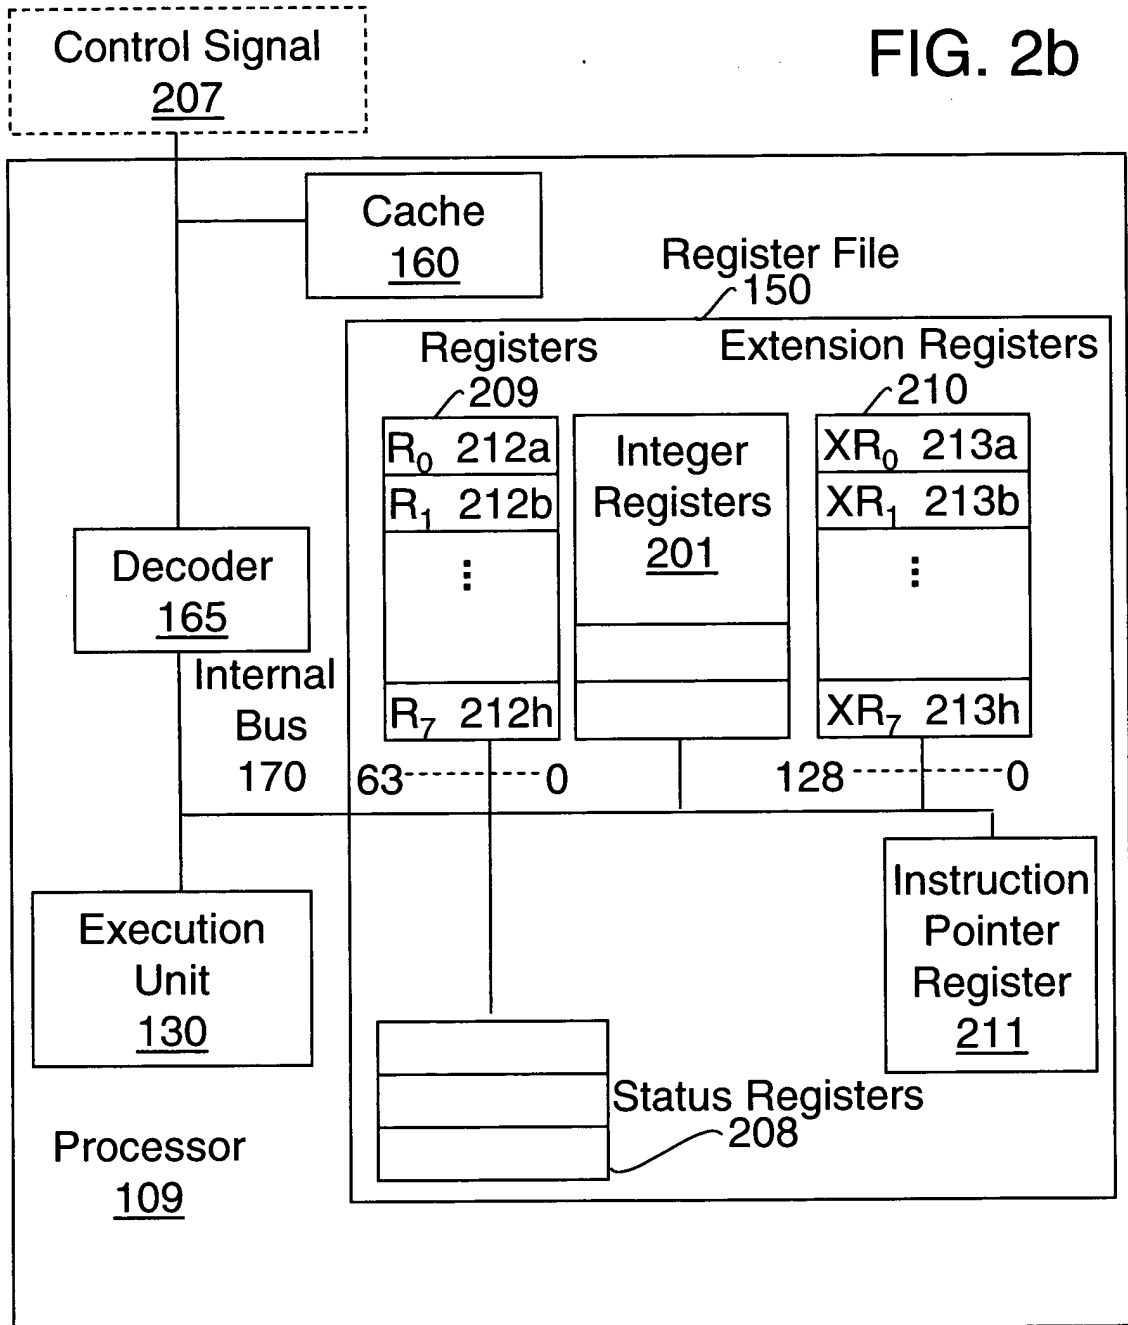 Control Signal
207
FIG. 2b
Cache
160
Register File
150
Registers
209
Extension Registers
210
R0 212a
R1 212b
⋮
R7 212h
Integer
Registers
201
XR0 213a
XR1 213b
⋮
XR7 213h
Decoder
165
Internal
Bus
170
63 0
128 0
Execution
Unit
130
Instruction
Pointer
Register
211
Status Registers
208
Processor
109